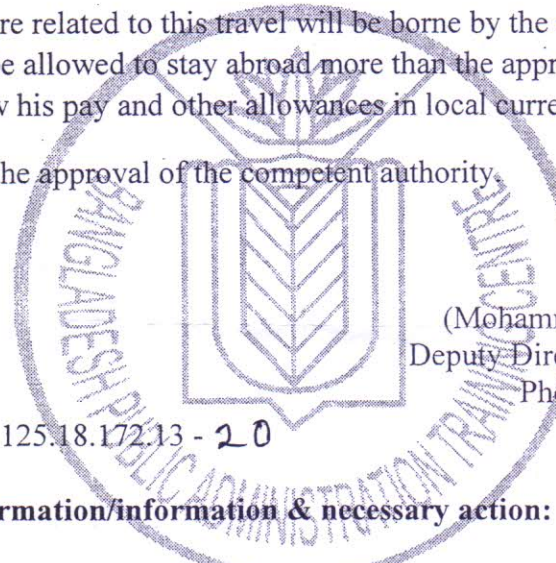 re related to this travel will be borne by the
e allowed to stay abroad more than the appr
his pay and other allowances in local curre
he approval of the competent authority.
BANGLADESH PUBLIC ADMINISTRATION TRAINING CENTRE
(Mohamm
Deputy Dire
Pho
125.18.172.13 - 20
rmation/information & necessary action: